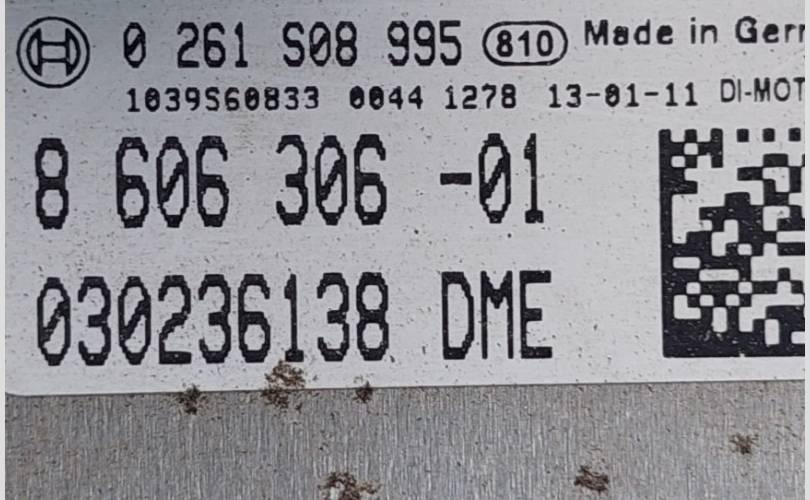 0 261 S08 995 810 Made in Ger
1039S60833 0044 1278 13-01-11 DI-MOT
8 606 306 -01
030236138 DME